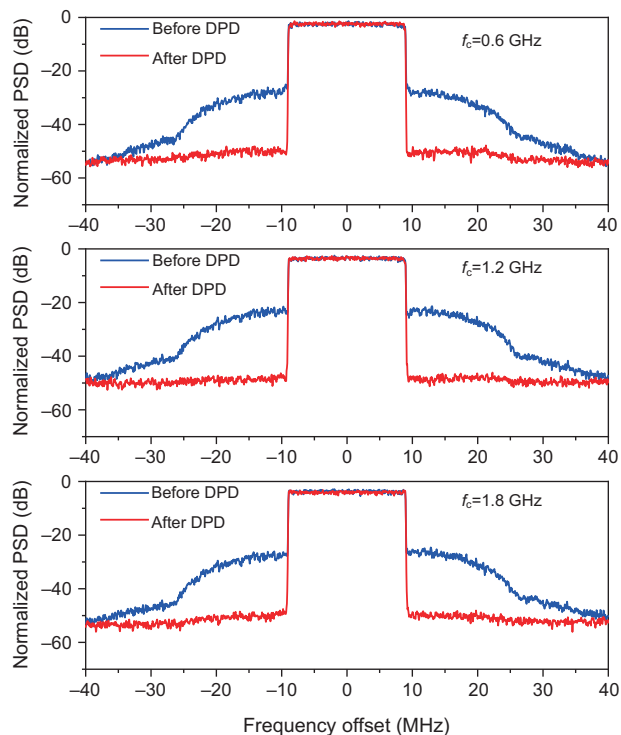 0
Before DPD
After DPD
f_c=0.6 GHz
Normalized PSD (dB)
–20
–40
–60
–40 –30 –20 –10 0 10 20 30 40
0
Before DPD
After DPD
f_c=1.2 GHz
Normalized PSD (dB)
–20
–40
–60
–40 –30 –20 –10 0 10 20 30 40
0
Before DPD
After DPD
f_c=1.8 GHz
Normalized PSD (dB)
–20
–40
–60
–40 –30 –20 –10 0 10 20 30 40
Frequency offset (MHz)